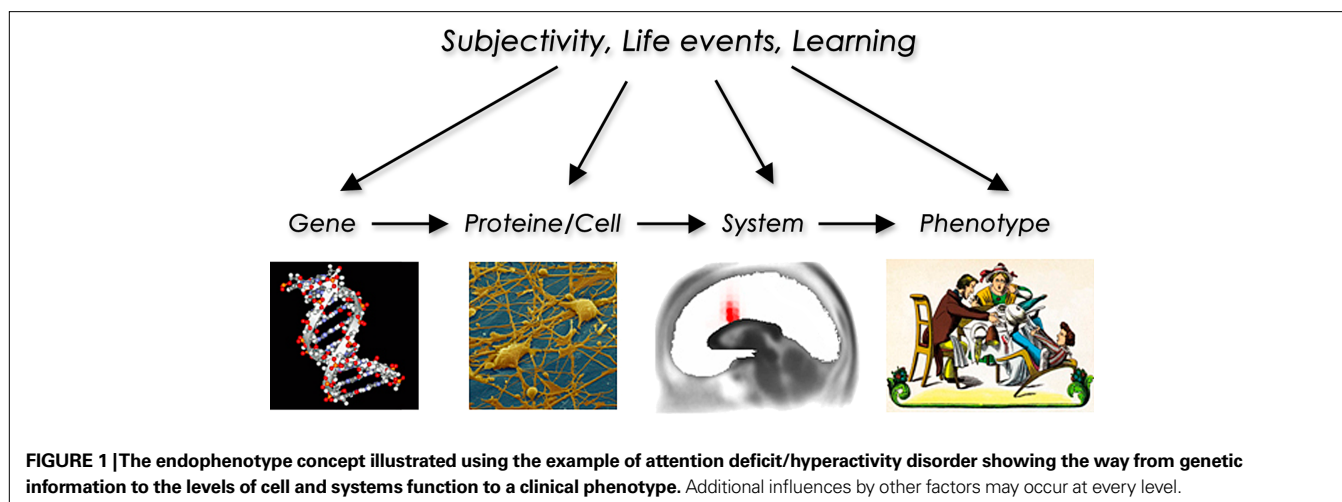 Subjectivity, Life events, Learning
Gene Proteine/Cell System Phenotype
FIGURE 1 | The endophenotype concept illustrated using the example of attention deficit/hyperactivity disorder showing the way from genetic
information to the levels of cell and systems function to a clinical phenotype. Additional influences by other factors may occur at every level.